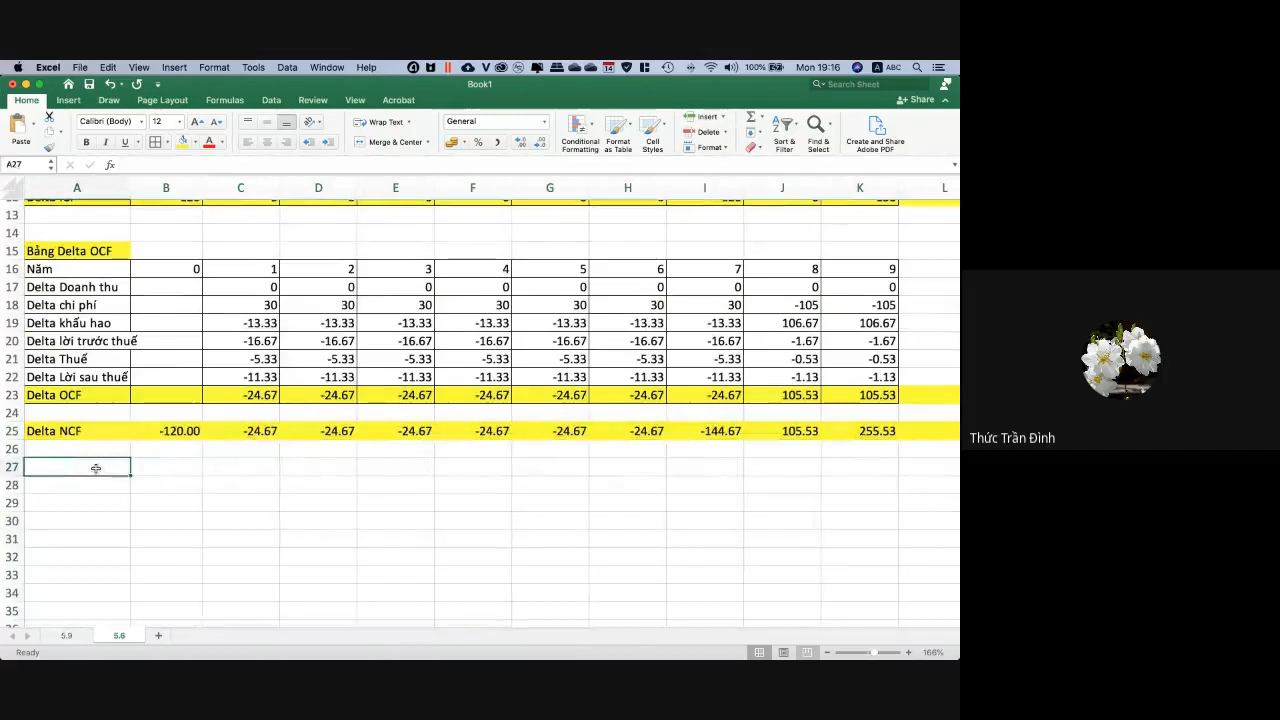 Excel File Edit View Insert Format Tools Data Window Help 100% Mon 19:16 A ABC
Book1 Search Sheet
Home Insert Draw Page Layout Formulas Data Review View Acrobat Share
Paste Calibri (Body) 12 A A Wrap Text General Conditional Formatting Format as Table Cell Styles Insert Delete Format Sort & Filter Find & Select Create and Share Adobe PDF
B I U Merge & Center $ % )
A27 fx
A B C D E F G H I J K L
13
14
15 Bảng Delta OCF
16 Năm 0 1 2 3 4 5 6 7 8 9
17 Delta Doanh thu 0 0 0 0 0 0 0 0 0
18 Delta chi phí 30 30 30 30 30 30 30 -105 -105
19 Delta khấu hao -13.33 -13.33 -13.33 -13.33 -13.33 -13.33 -13.33 106.67 106.67
20 Delta lời trước thuế -16.67 -16.67 -16.67 -16.67 -16.67 -16.67 -16.67 -1.67 -1.67
21 Delta Thuế -5.33 -5.33 -5.33 -5.33 -5.33 -5.33 -5.33 -0.53 -0.53
22 Delta Lời sau thuế -11.33 -11.33 -11.33 -11.33 -11.33 -11.33 -11.33 -1.13 -1.13
23 Delta OCF -24.67 -24.67 -24.67 -24.67 -24.67 -24.67 -24.67 105.53 105.53
24
25 Delta NCF -120.00 -24.67 -24.67 -24.67 -24.67 -24.67 -24.67 -144.67 105.53 255.53
26
27
28
29
30
31
32
33
34
35
5.9 5.6
Ready 166%
Thức Trần Đình